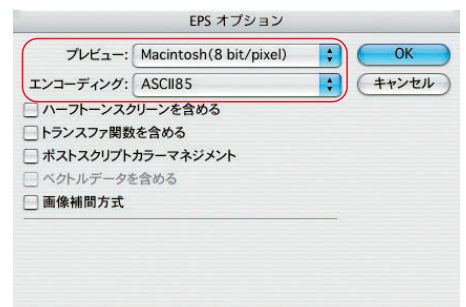 EPS オプション
プレビュー: Macintosh(8 bit/pixel) OK
エンコーディング: ASCII85 キャンセル
ハーフトーンスクリーンを含める
トランスファ関数を含める
ポストスクリプトカラーマネジメント
ベクトルデータを含める
画像補間方式